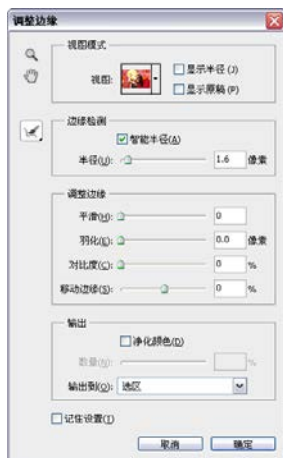 调整边缘
视图模式
视图:
显示半径(J)
显示原稿(P)
边缘检测
智能半径(A)
半径(U): 1.6 像素
调整边缘
平滑(H): 0
羽化(E): 0.0 像素
对比度(C): 0 %
移动边缘(S): 0 %
输出
净化颜色(D)
数量(N): %
输出到(O): 选区
记住设置(T)
取消 确定